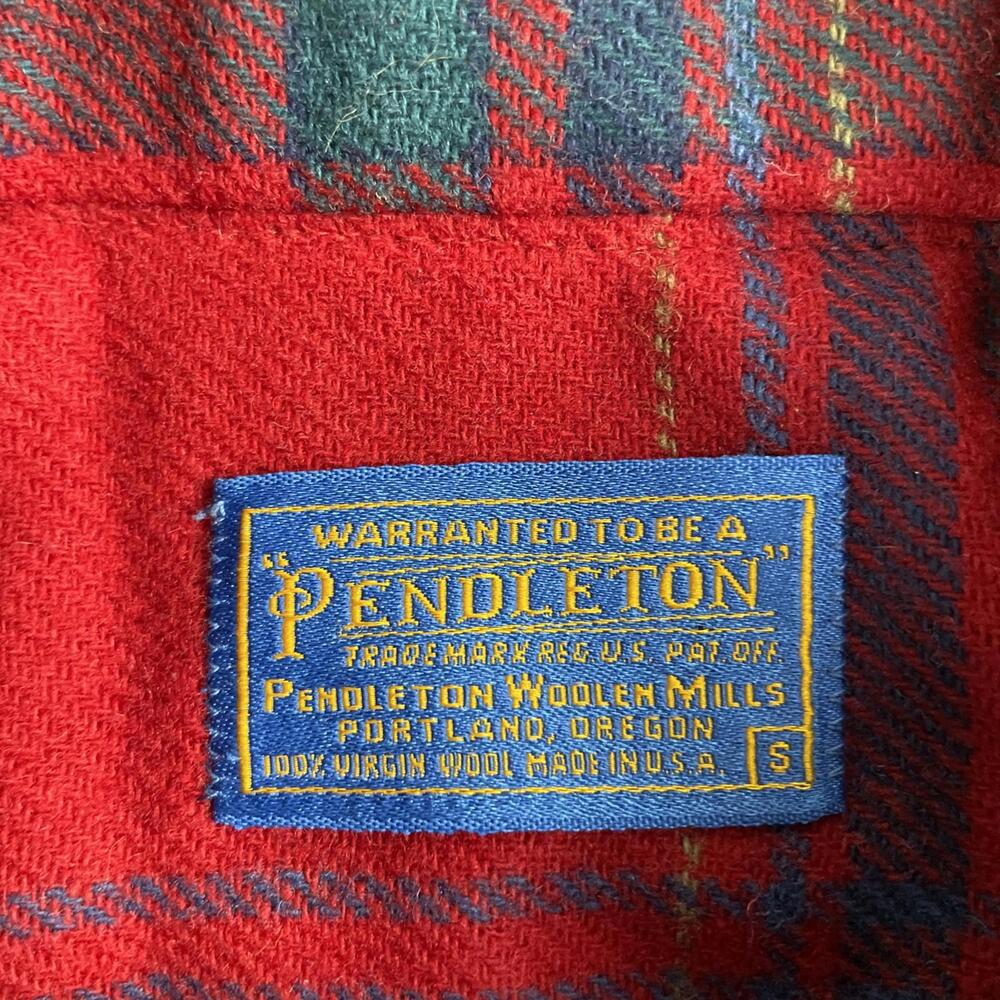 WARRANTED TO BE A
"PENDLETON"
TRADE MARK REG. U.S. PAT. OFF.
PENDLETON WOOLEN MILLS
PORTLAND, OREGON
100% VIRGIN WOOL MADE IN U.S.A.
S